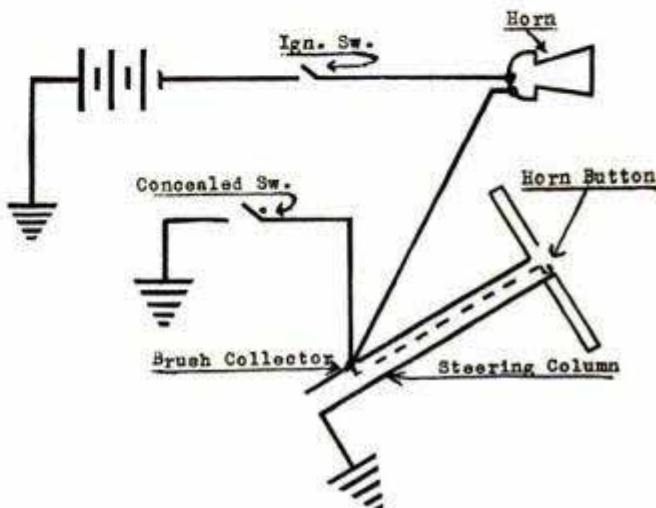 Horn
Ign. Sw.
Horn Button
Concealed Sw.
Brush Collector
Steering Column